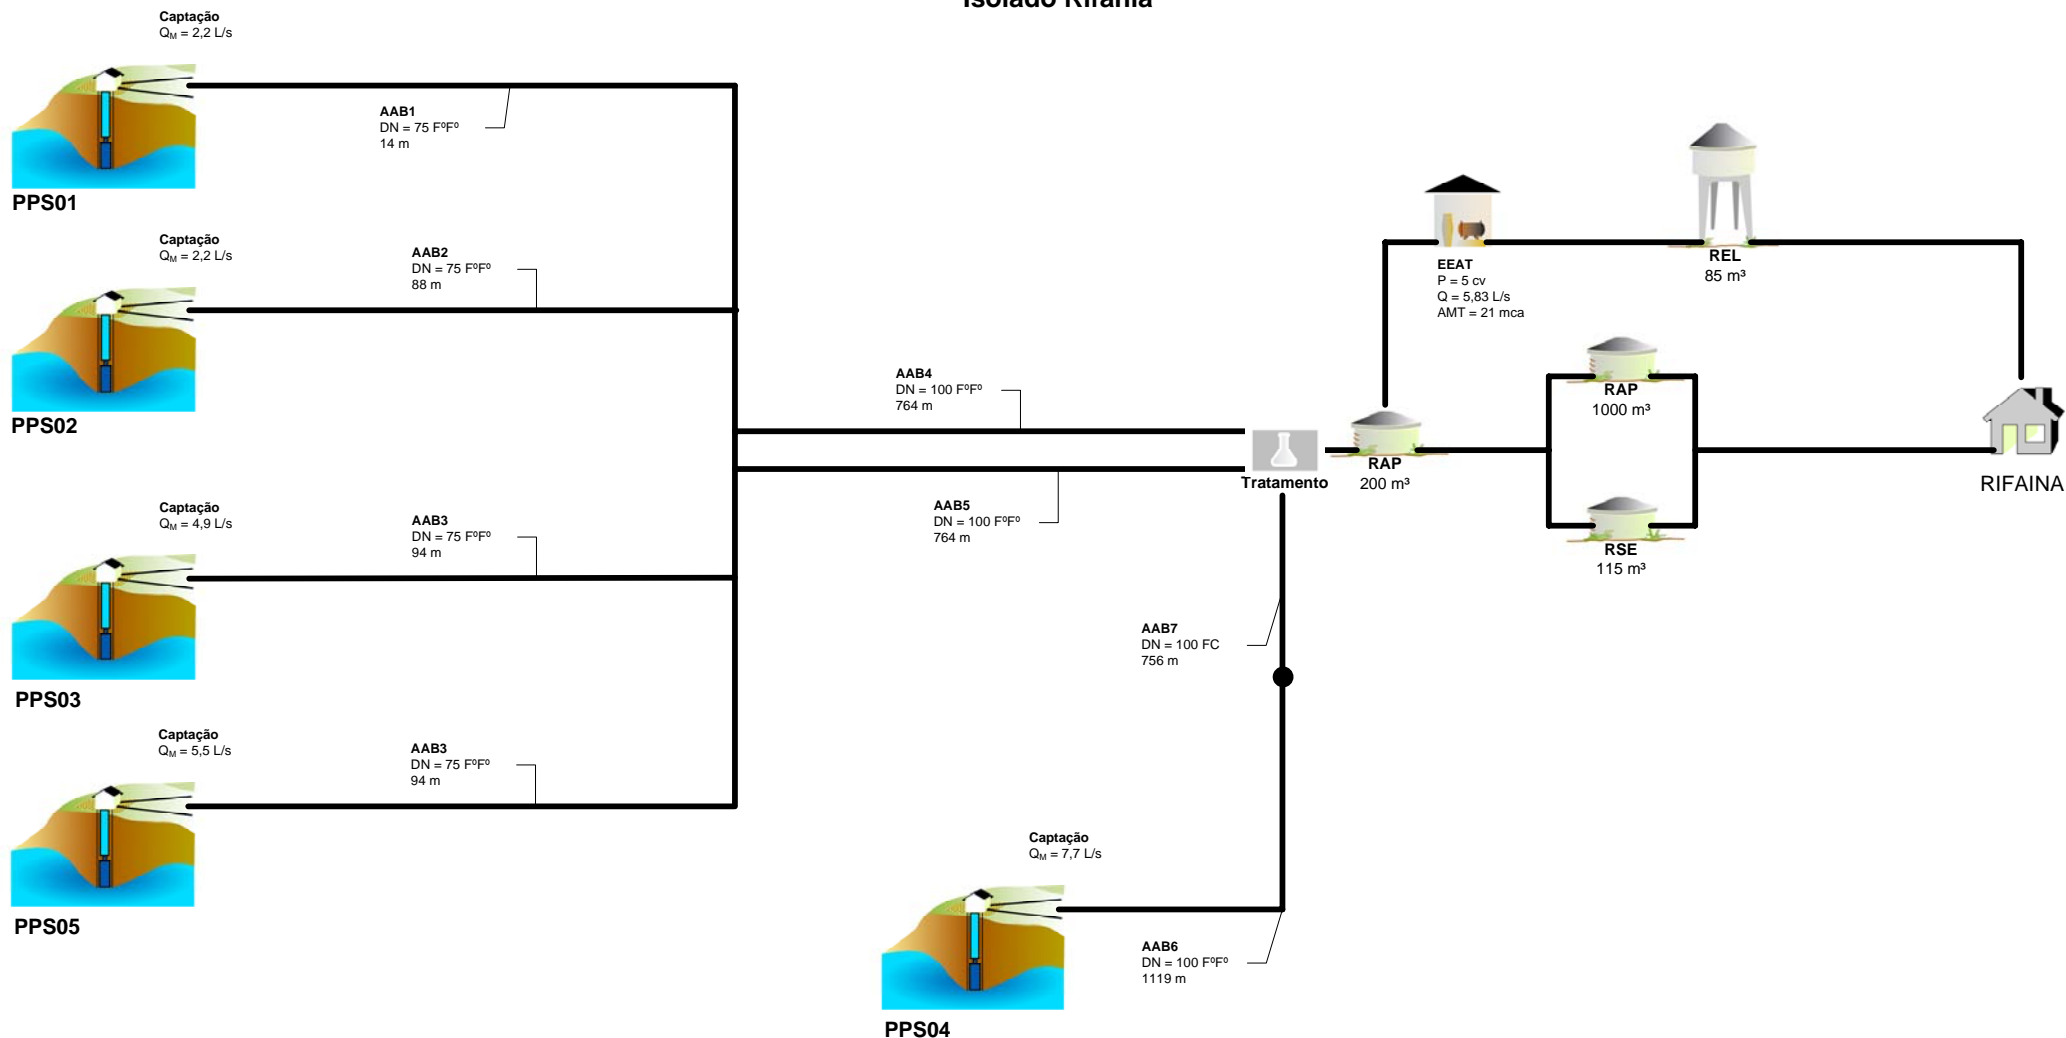 Isolado Rifânia
Captação
QM = 2,2 L/s
AAB1
DN = 75 FºFº
14 m
PPS01
Captação
QM = 2,2 L/s
AAB2
DN = 75 FºFº
88 m
PPS02
Captação
QM = 4,9 L/s
AAB3
DN = 75 FºFº
94 m
PPS03
Captação
QM = 5,5 L/s
AAB3
DN = 75 FºFº
94 m
PPS05
AAB4
DN = 100 FºFº
764 m
AAB5
DN = 100 FºFº
764 m
Tratamento
AAB7
DN = 100 FC
756 m
Captação
QM = 7,7 L/s
AAB6
DN = 100 FºFº
1119 m
PPS04
RAP
200 m³
EEAT
P = 5 cv
Q = 5,83 L/s
AMT = 21 mca
REL
85 m³
RAP
1000 m³
RSE
115 m³
RIFAINA